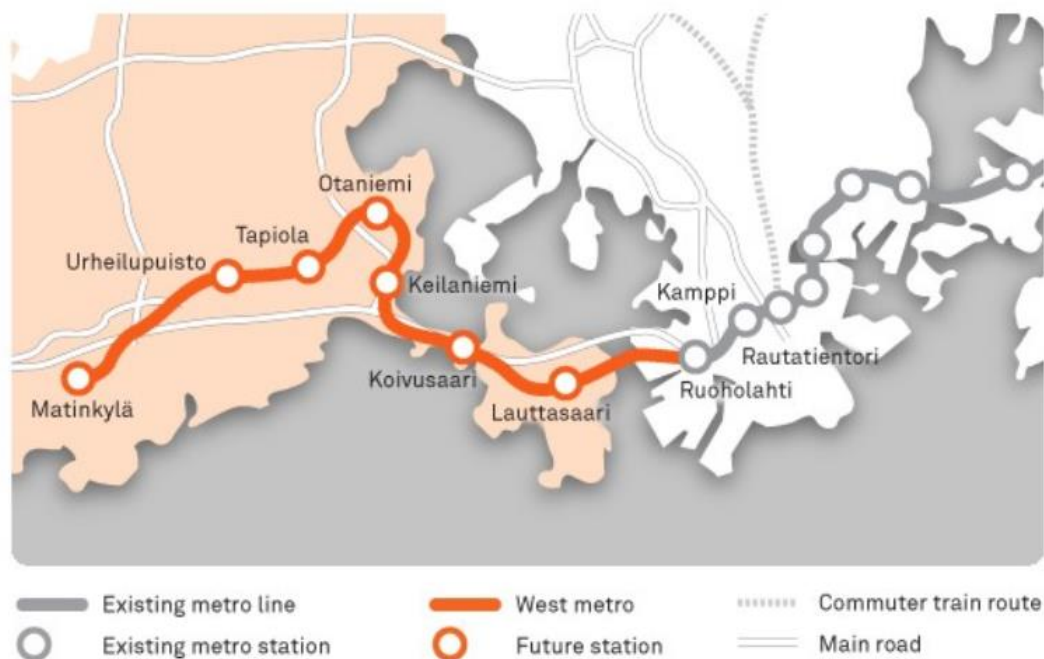 Otaniemi
Tapiola
Urheilupuisto
Keilaniemi
Kamppi
Rautatientori
Koivusaari
Ruoholahti
Matinkylä
Lauttasaari
Existing metro line
West metro
Commuter train route
Existing metro station
Future station
Main road